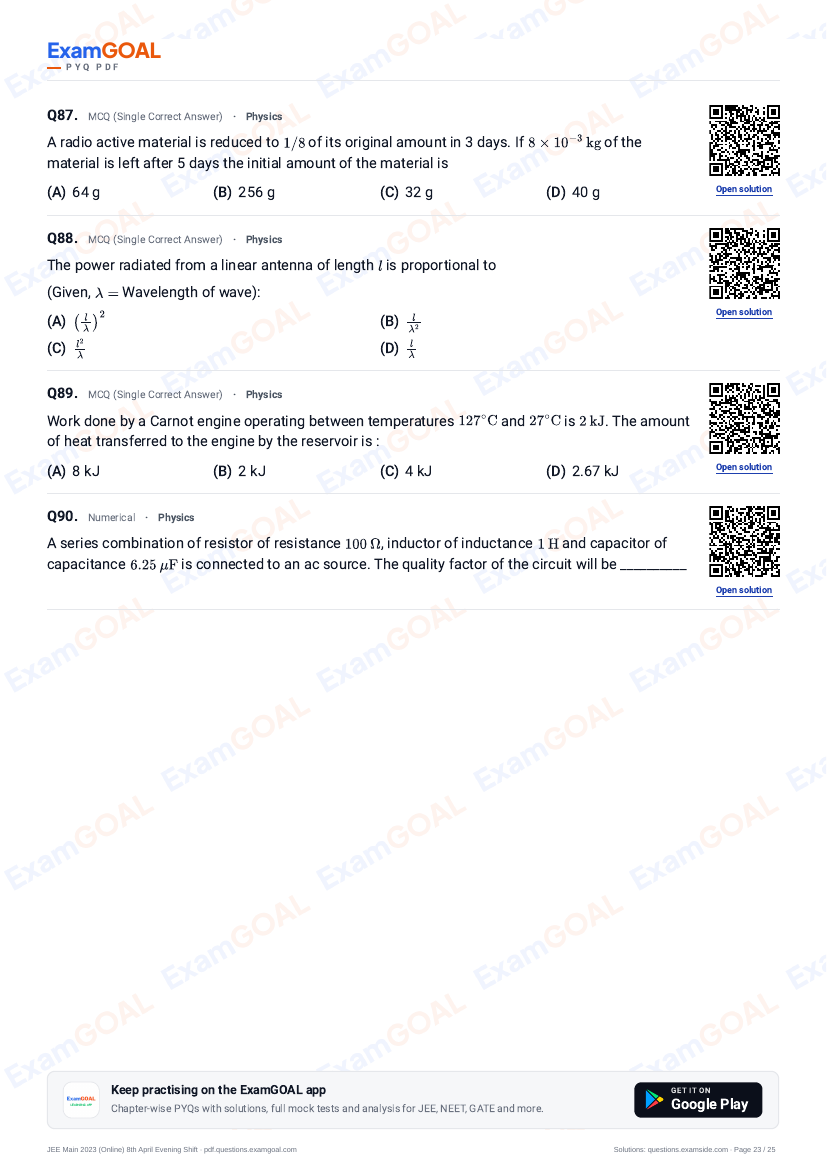 ExamGOAL
PYQ PDF
Q87. MCQ (Single Correct Answer) · Physics
A radio active material is reduced to 1/8 of its original amount in 3 days. If 8 × 10⁻³ kg of the
material is left after 5 days the initial amount of the material is
(A) 64 g (B) 256 g (C) 32 g (D) 40 g
Open solution
Q88. MCQ (Single Correct Answer) · Physics
The power radiated from a linear antenna of length l is proportional to
(Given, λ = Wavelength of wave):
(A) (l/λ)² (B) l/λ²
(C) l²/λ (D) l/λ
Open solution
Q89. MCQ (Single Correct Answer) · Physics
Work done by a Carnot engine operating between temperatures 127°C and 27°C is 2 kJ. The amount
of heat transferred to the engine by the reservoir is :
(A) 8 kJ (B) 2 kJ (C) 4 kJ (D) 2.67 kJ
Open solution
Q90. Numerical · Physics
A series combination of resistor of resistance 100 Ω, inductor of inductance 1 H and capacitor of
capacitance 6.25 μF is connected to an ac source. The quality factor of the circuit will be __________
Open solution
ExamGOAL
Keep practising on the ExamGOAL app
Chapter-wise PYQs with solutions, full mock tests and analysis for JEE, NEET, GATE and more.
GET IT ON
Google Play
JEE Main 2023 (Online) 8th April Evening Shift · pdf.questions.examgoal.com
Solutions: questions.examside.com · Page 23 / 25